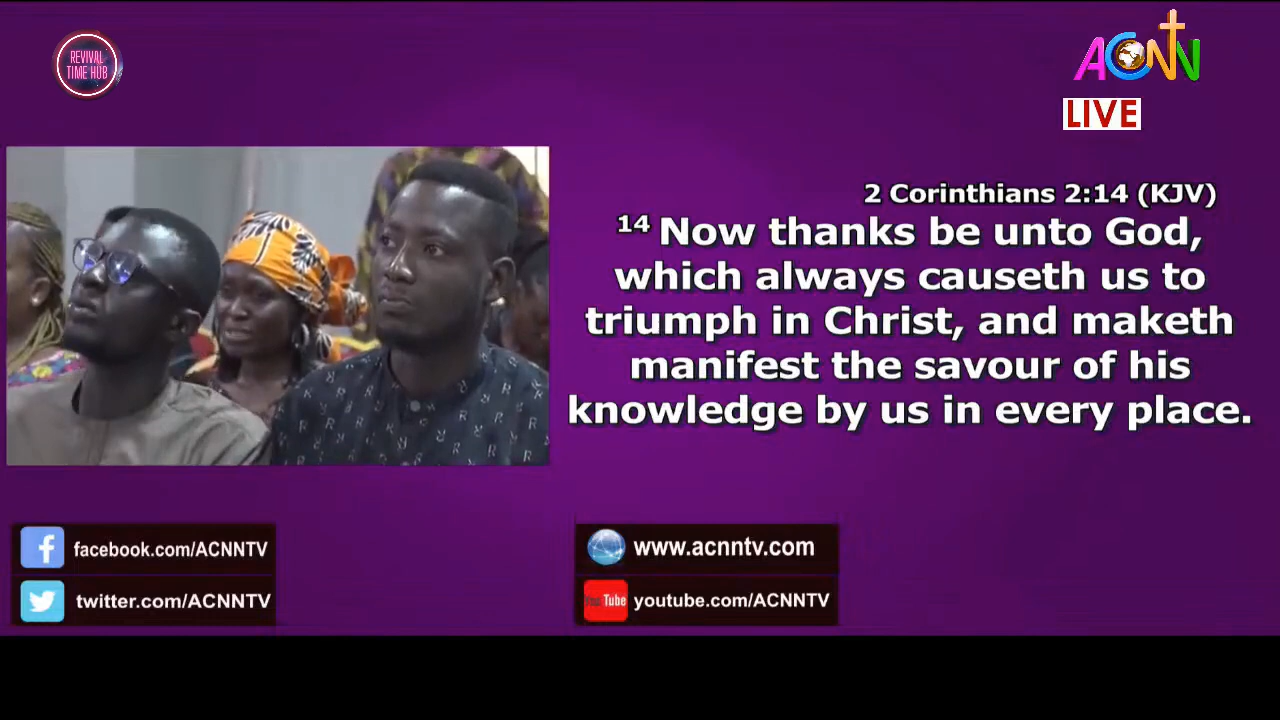 REVIVAL
TIME HUB
ACNN
LIVE
2 Corinthians 2:14 (KJV)
14 Now thanks be unto God,
which always causeth us to
triumph in Christ, and maketh
manifest the savour of his
knowledge by us in every place.
facebook.com/ACNNTV
twitter.com/ACNNTV
www.acnntv.com
YouTube youtube.com/ACNNTV